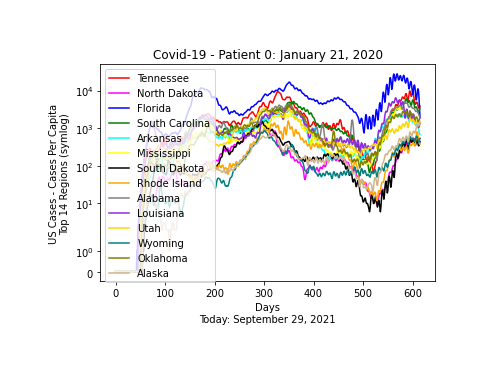 Covid-19 - Patient 0: January 21, 2020
US Cases - Cases Per Capita
Top 14 Regions (symlog)
10⁴
10³
10²
10¹
10⁰
0
Tennessee
North Dakota
Florida
South Carolina
Arkansas
Mississippi
South Dakota
Rhode Island
Alabama
Louisiana
Utah
Wyoming
Oklahoma
Alaska
0 100 200 300 400 500 600
Days
Today: September 29, 2021